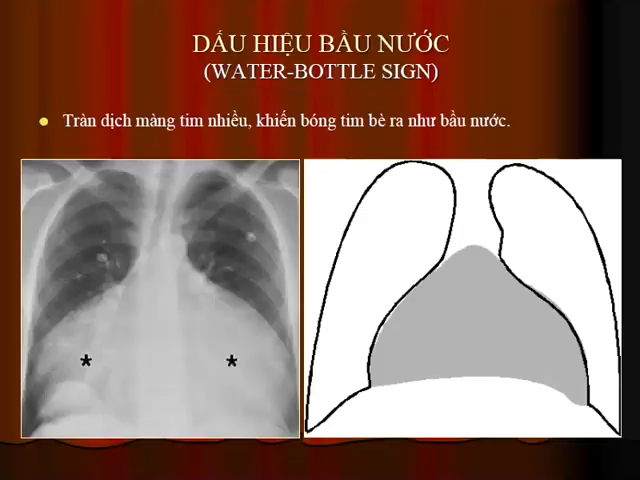 DẤU HIỆU BẦU NƯỚC
(WATER-BOTTLE SIGN)
Tràn dịch màng tim nhiều, khiến bóng tim bè ra như bầu nước.
* *